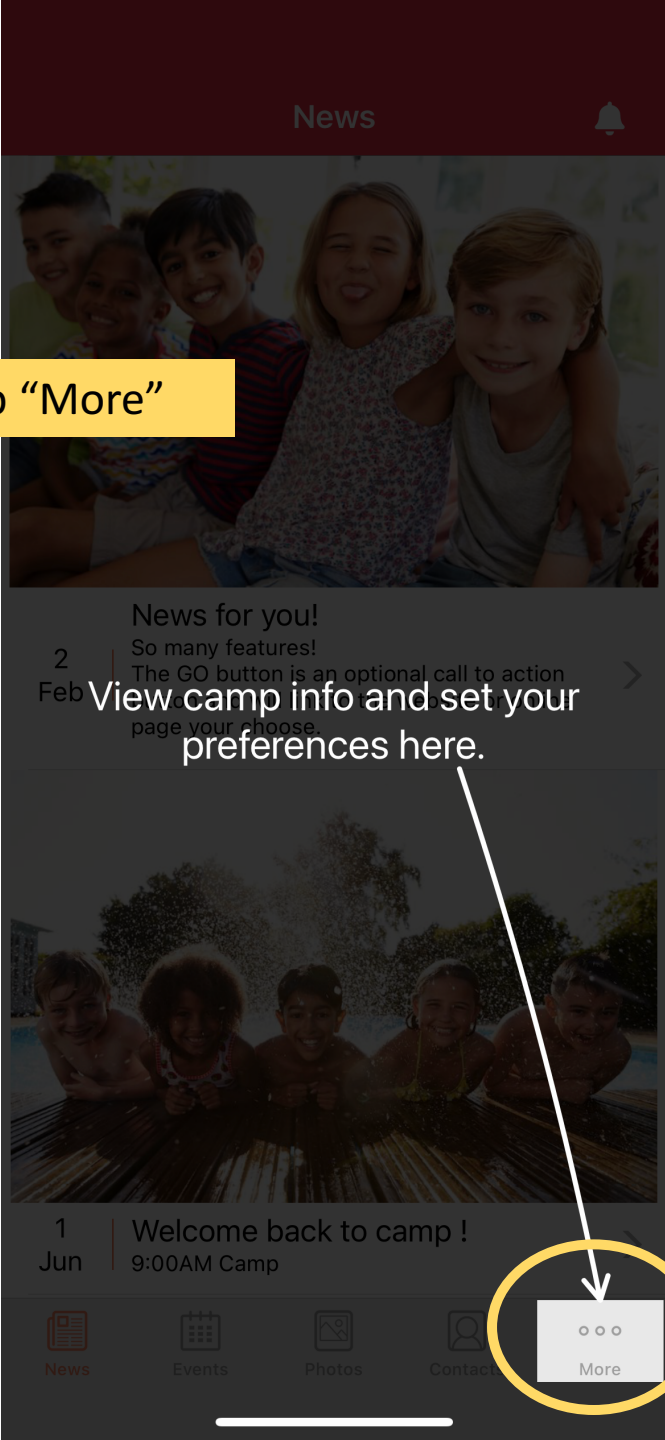 News
“More”
News for you!
So many features!
2
Feb
The GO button is an optional call to action
page your choose.
View camp info and set your
preferences here.
1
Jun
Welcome back to camp !
9:00AM Camp
News
Events
Photos
Contacts
More